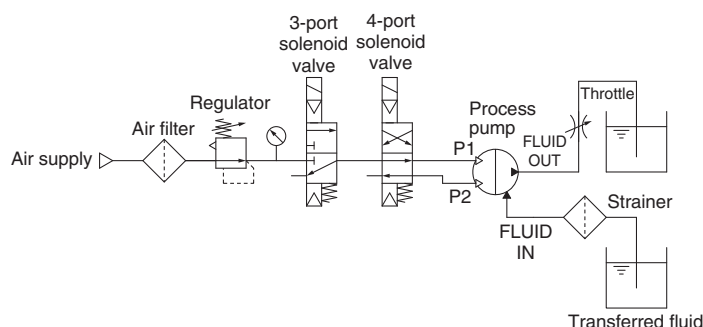 3-port
solenoid
valve
4-port
solenoid
valve
Regulator
Air filter
Air supply
Process
pump
P1
P2
Throttle
FLUID
OUT
FLUID
IN
Strainer
Transferred fluid